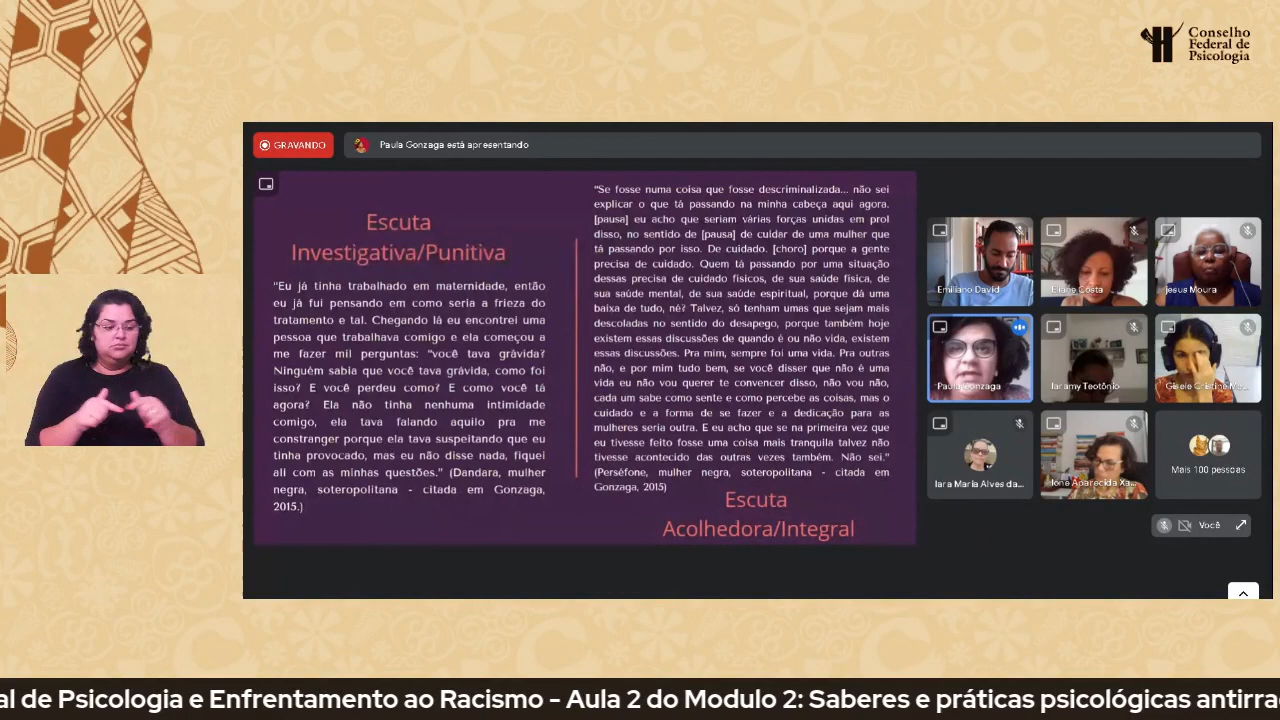 Conselho
Federal de
Psicologia
GRAVANDO
Paula Gonzaga está apresentando
Escuta
Investigativa/Punitiva
"Eu já tinha trabalhado em maternidade, então
eu já fui pensando em como seria a frieza do
tratamento e tal. Chegando lá eu encontrei uma
pessoa que trabalhava comigo e ela começou a
me fazer mil perguntas: "você tava grávida?
Ninguém sabia que você tava grávida, como foi
isso? E você perdeu como? E como você tá
agora? Ela não tinha nenhuma intimidade
comigo, ela tava falando aquilo pra me
constranger porque ela tava suspeitando que eu
tinha provocado, mas eu não disse nada, fiquei
ali com as minhas questões." (Dandara, mulher
negra, soteropolitana - citada em Gonzaga,
2015.)
"Se fosse numa coisa que fosse descriminalizada... não sei
explicar o que tá passando na minha cabeça aqui agora.
[pausa] eu acho que seriam várias forças unidas em prol
disso, no sentido de [pausa] de cuidar de uma mulher que
tá passando por isso. De cuidado. [choro] porque a gente
precisa de cuidado. Quem tá passando por uma situação
dessas precisa de cuidado físicos, de sua saúde física, de
sua saúde mental, de sua saúde espiritual, porque dá uma
baixa de tudo, né? Talvez, só tenham umas que sejam mais
descoladas no sentido do desapego, porque também hoje
existem essas discussões de quando é ou não vida, existem
essas discussões. Pra mim, sempre foi uma vida. Pra outras
não, e por mim tudo bem, se você disser que não é uma
vida eu não vou querer te convencer disso, não vou não,
cada um sabe como sente e como percebe as coisas, mas o
cuidado e a forma de se fazer e a dedicação para as
mulheres seria outra. E eu acho que se na primeira vez que
eu tivesse feito fosse uma coisa mais tranquila talvez não
tivesse acontecido das outras vezes também. Não sei."
(Perséfone, mulher negra, soteropolitana - citada em
Gonzaga, 2015)
Escuta
Acolhedora/Integral
Emiliano David
Eliane Costa
jesus Moura
Paula Gonzaga
Iaramy Teotônio
Gisele Cristine Ma...
Iara Maria Alves da...
Ione Aparecida Xa...
Mais 100 pessoas
Você
al de Psicologia e Enfrentamento ao Racismo - Aula 2 do Modulo 2: Saberes e práticas psicológicas antirra